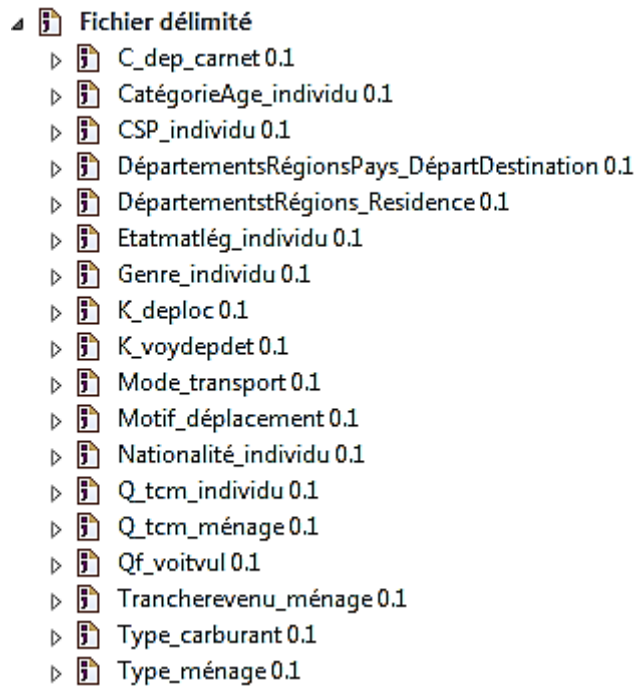 Fichier délimité
C_dep_carnet 0.1
CatégorieAge_individu 0.1
CSP_individu 0.1
DépartementsRégionsPays_DépartDestination 0.1
DépartementstRégions_Residence 0.1
Etatmatlég_individu 0.1
Genre_individu 0.1
K_deploc 0.1
K_voydepdet 0.1
Mode_transport 0.1
Motif_déplacement 0.1
Nationalité_individu 0.1
Q_tcm_individu 0.1
Q_tcm_ménage 0.1
Qf_voitvul 0.1
Trancherevenu_ménage 0.1
Type_carburant 0.1
Type_ménage 0.1